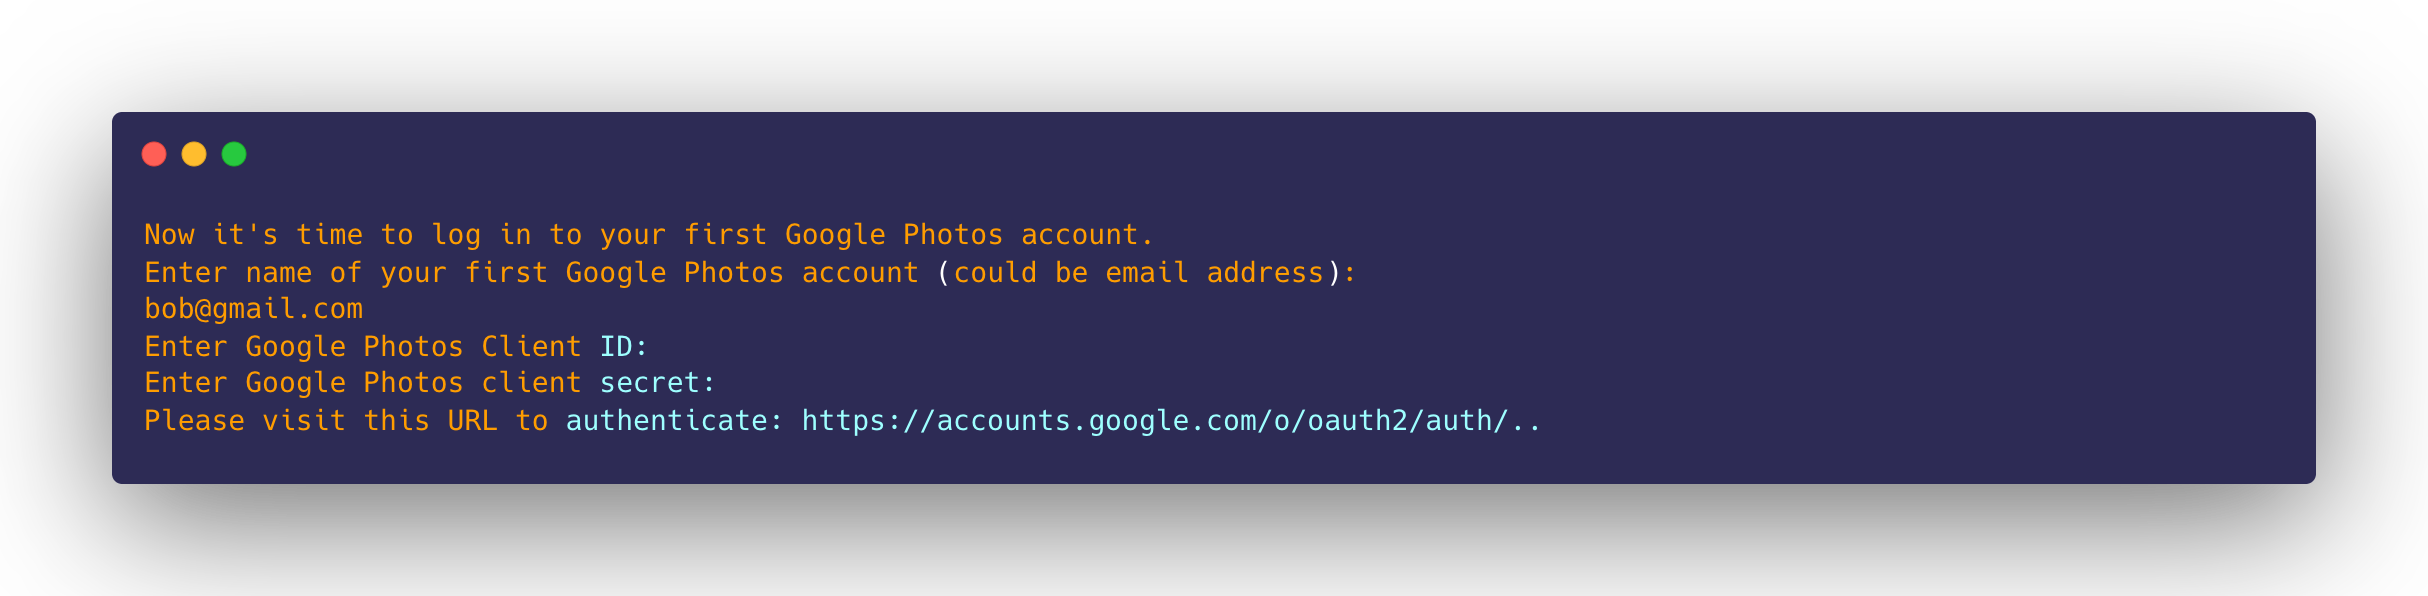 Now it's time to log in to your first Google Photos account.
Enter name of your first Google Photos account (could be email address):
bob@gmail.com
Enter Google Photos Client ID:
Enter Google Photos client secret:
Please visit this URL to authenticate: https://accounts.google.com/o/oauth2/auth/..